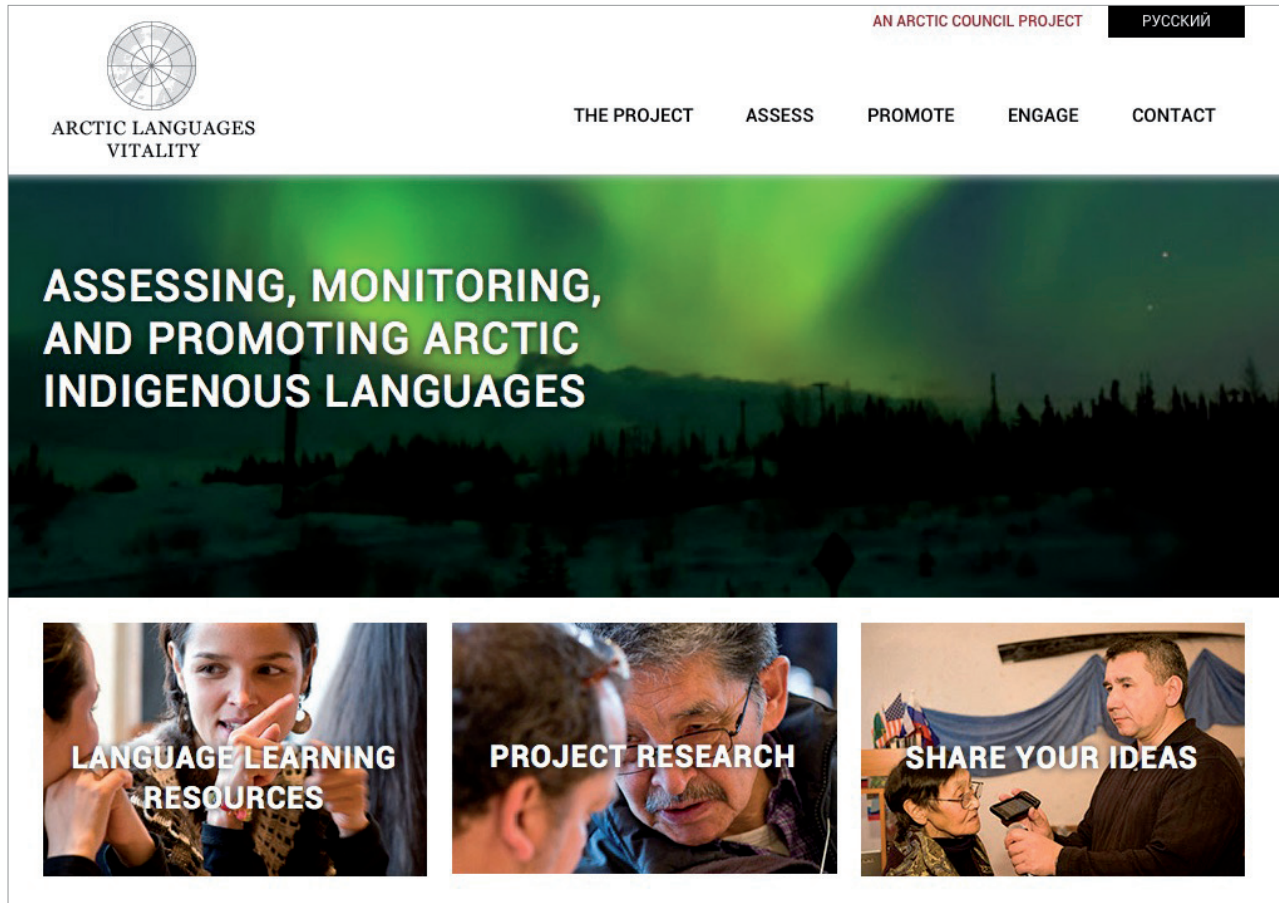 AN ARCTIC COUNCIL PROJECT
РУССКИЙ
ARCTIC LANGUAGES
VITALITY
THE PROJECT
ASSESS
PROMOTE
ENGAGE
CONTACT
ASSESSING, MONITORING,
AND PROMOTING ARCTIC
INDIGENOUS LANGUAGES
LANGUAGE LEARNING
RESOURCES
PROJECT RESEARCH
SHARE YOUR IDEAS